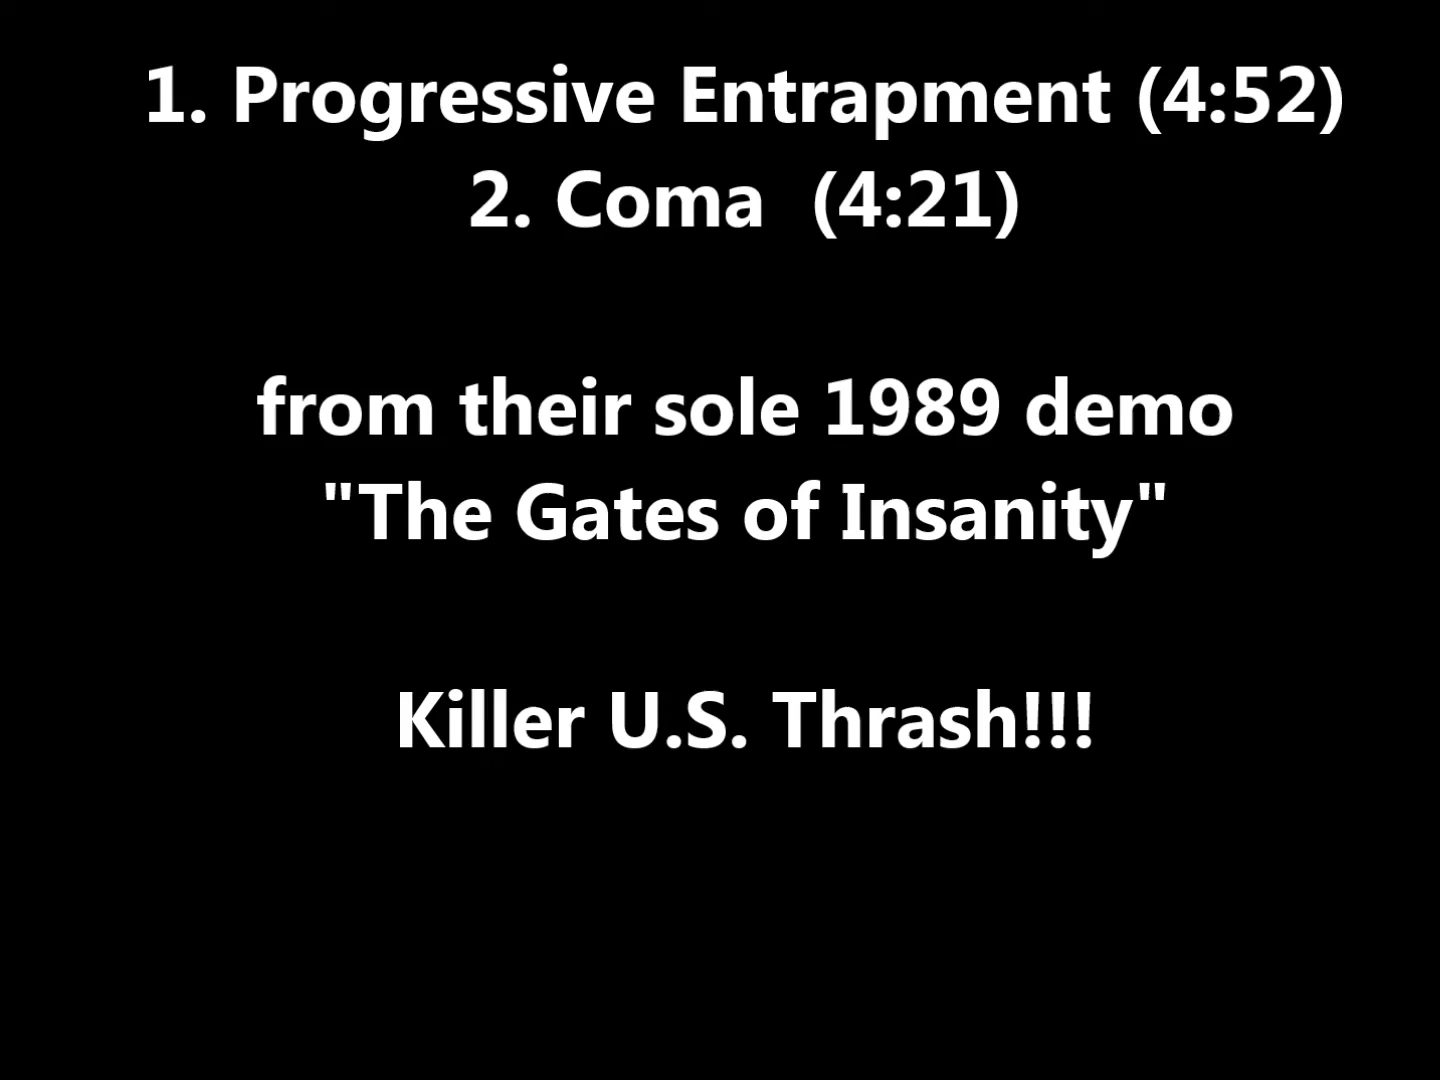 1. Progressive Entrapment (4:52)
2. Coma  (4:21)
from their sole 1989 demo
"The Gates of Insanity"
Killer U.S. Thrash!!!